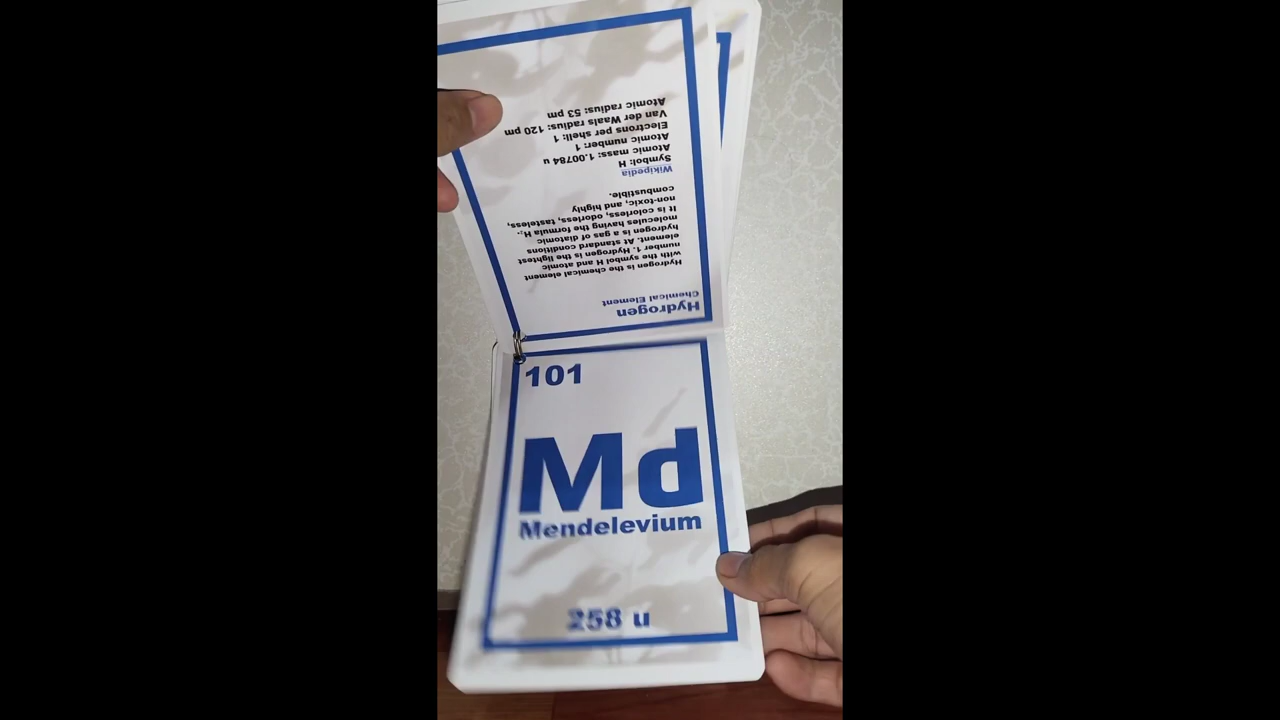 Hydrogen
Chemical Element
Hydrogen is the chemical element
with the symbol H and atomic
number 1. Hydrogen is the lightest
element. At standard conditions
hydrogen is a gas of diatomic
molecules having the formula H₂.
It is colorless, odorless, tasteless,
non-toxic, and highly
combustible.
Wikipedia
Symbol: H
Atomic mass: 1.00784 u
Atomic number: 1
Electrons per shell: 1
Van der Waals radius: 120 pm
Atomic radius: 53 pm
101
Md
Mendelevium
258 u